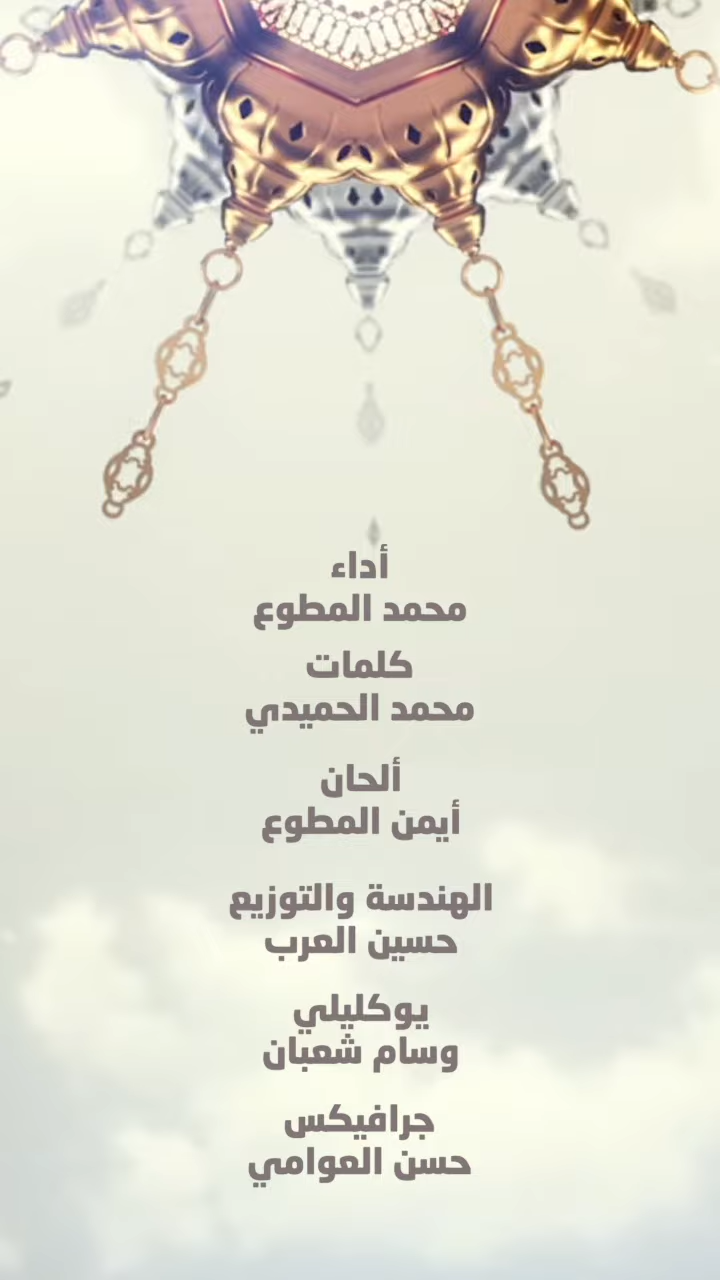 أداء
محمد المطوع
كلمات
محمد الحميدي
ألحان
أيمن المطوع
الهندسة والتوزيع
حسين العرب
يوكليلي
وسام شعبان
جرافيكس
حسن العوامي